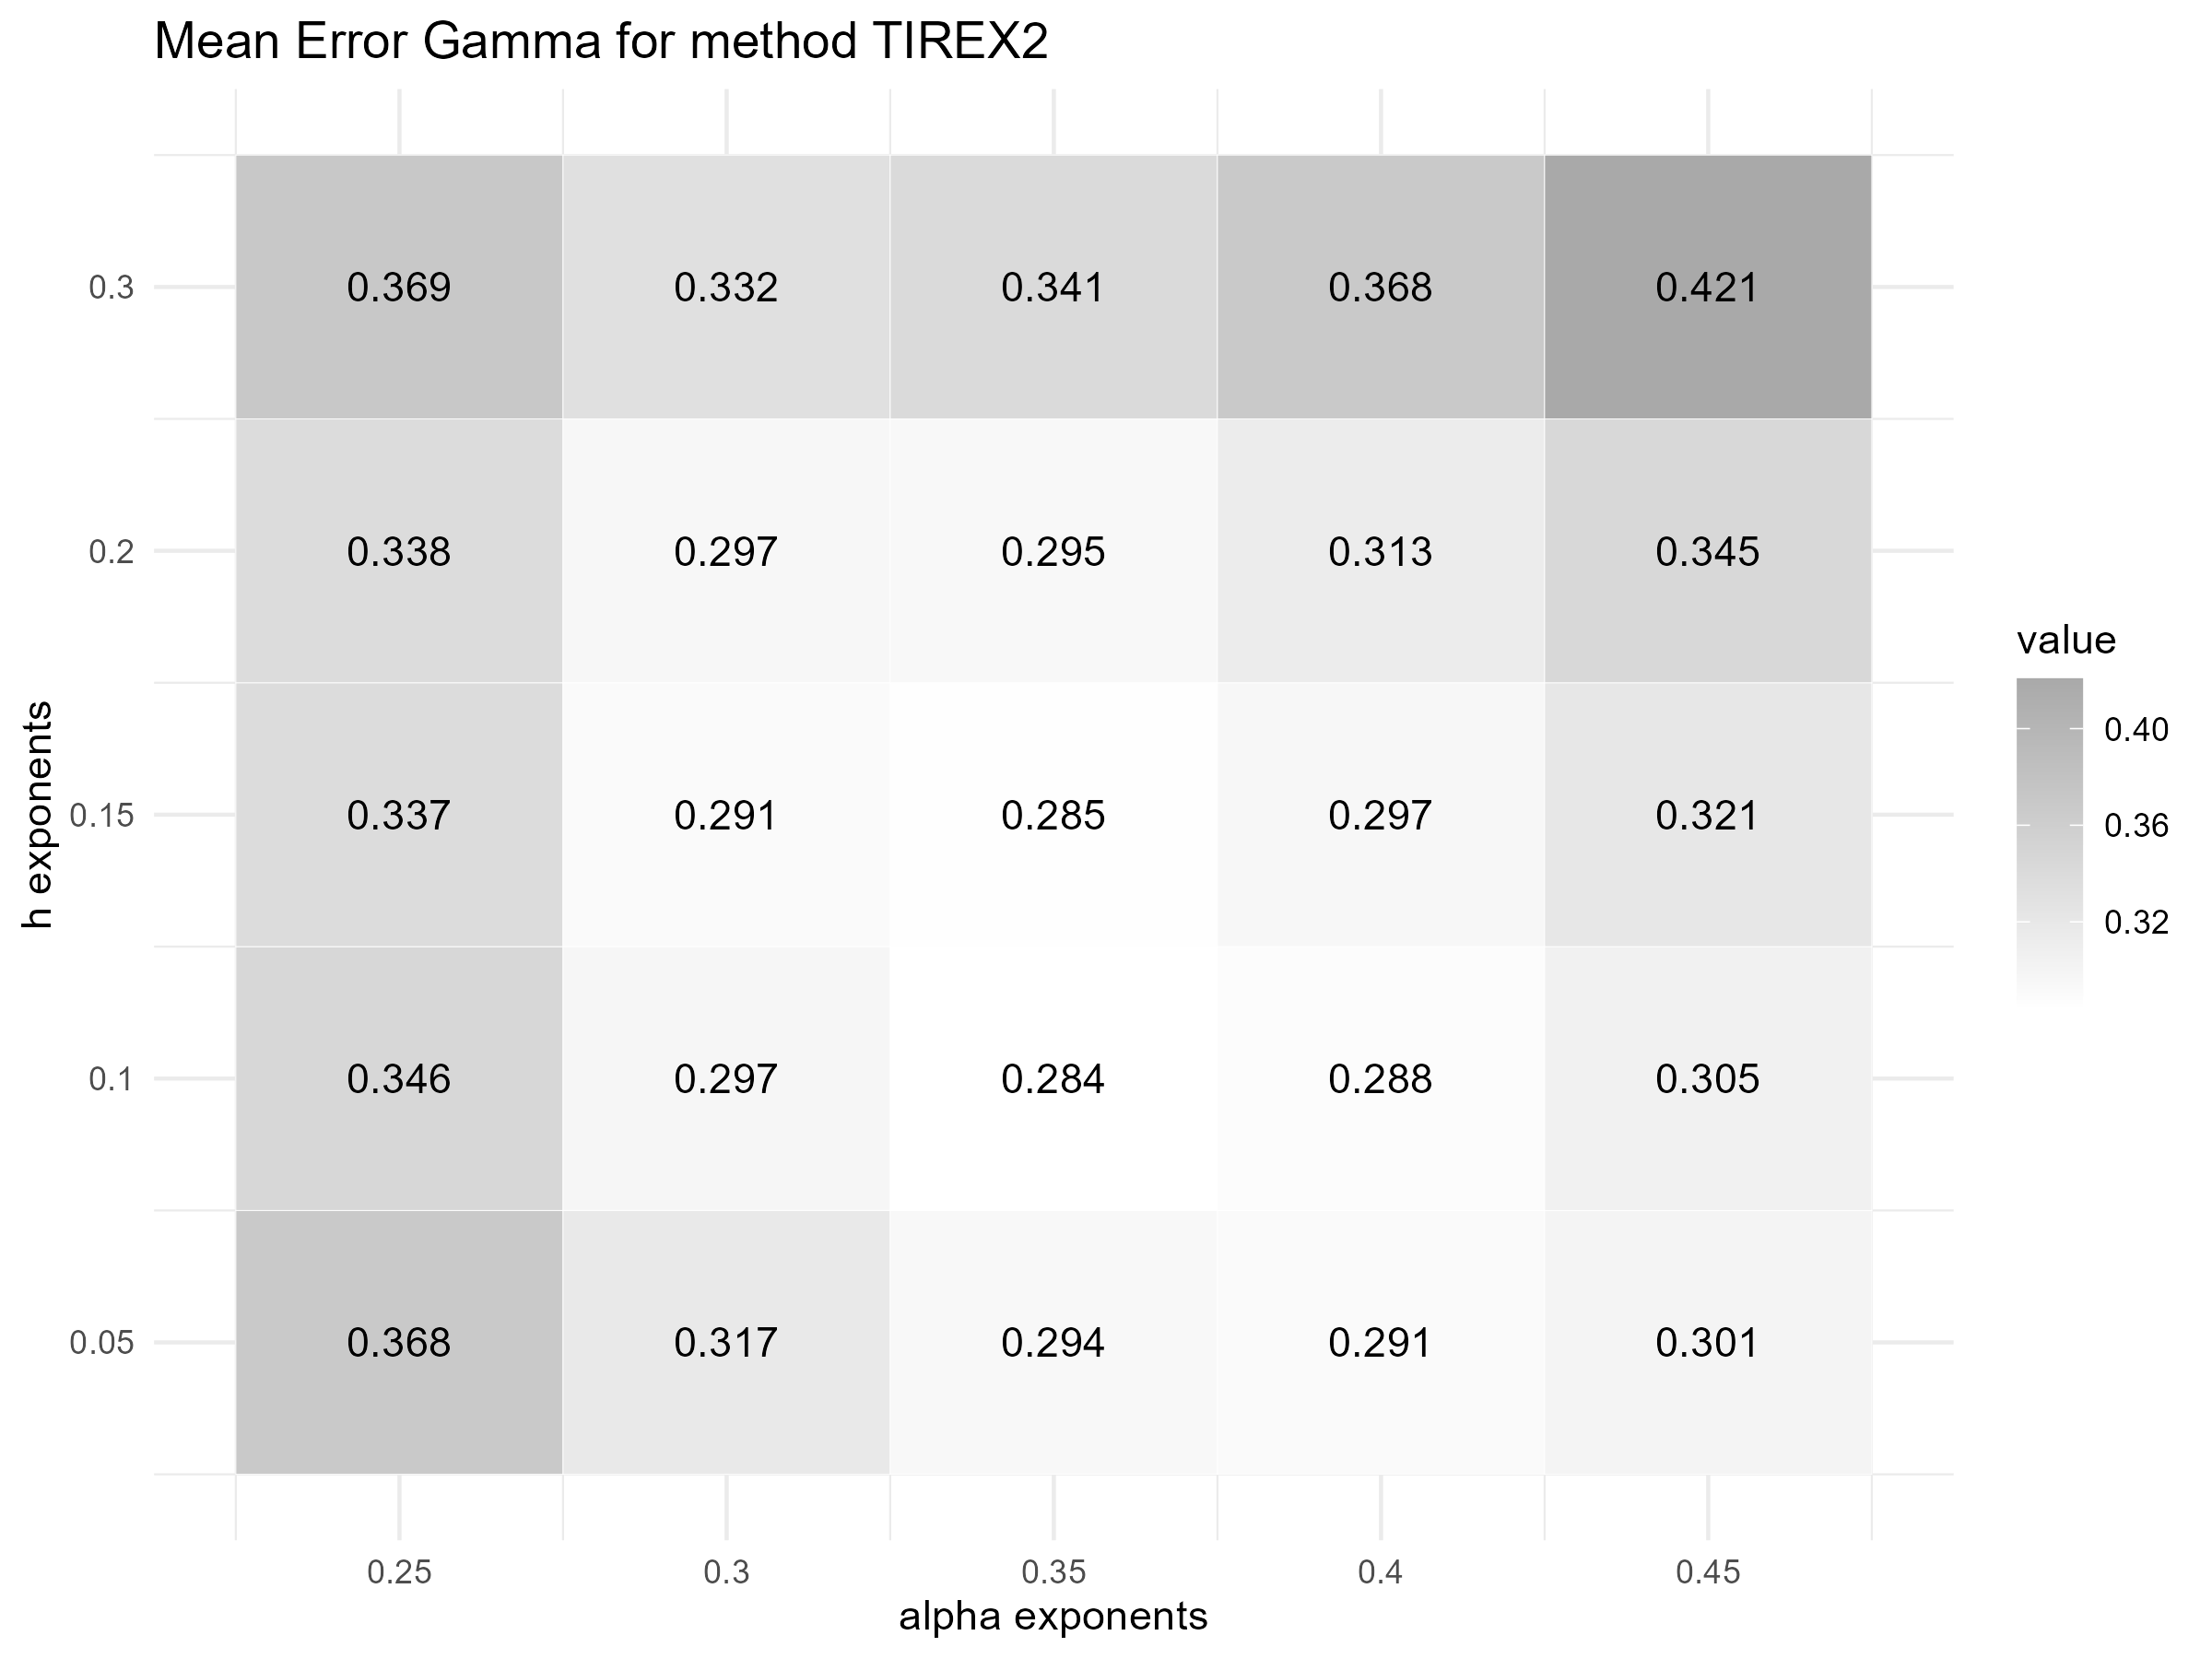 Mean Error Gamma for method TIREX2
h exponents
0.3
0.369 0.332 0.341 0.368 0.421
0.2
0.338 0.297 0.295 0.313 0.345
0.15
0.337 0.291 0.285 0.297 0.321
0.1
0.346 0.297 0.284 0.288 0.305
0.05
0.368 0.317 0.294 0.291 0.301
0.25 0.3 0.35 0.4 0.45
alpha exponents
value
0.40
0.36
0.32